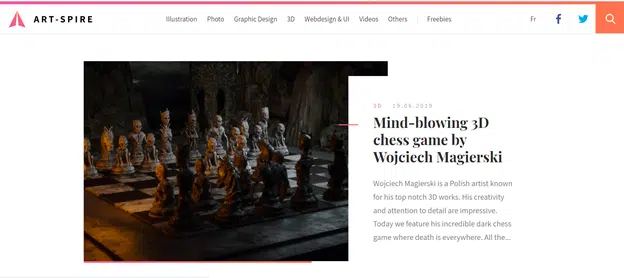 ART-SPIRE
Illustration Photo Graphic Design 3D Webdesign & UI Videos Others Freebies Fr
3D 19.06.2019
Mind-blowing 3D
chess game by
Wojciech Magierski
Wojciech Magierski is a Polish artist known
for his top notch 3D works. His creativity
and attention to detail are impressive.
Today we feature his incredible dark chess
game where death is everywhere. All the...